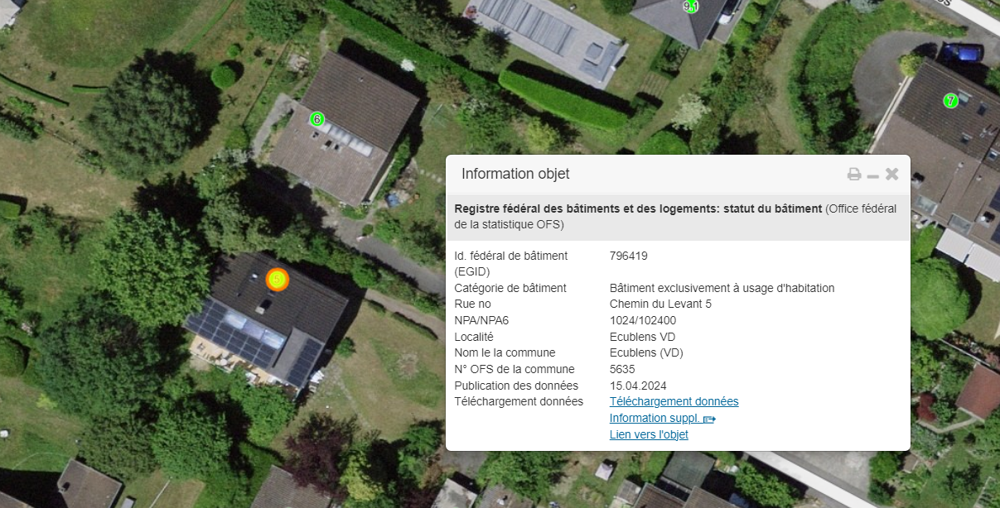 9.1
6
7
5
Information objet
Registre fédéral des bâtiments et des logements: statut du bâtiment (Office fédéral
de la statistique OFS)
Id. fédéral de bâtiment 796419
(EGID)
Catégorie de bâtiment Bâtiment exclusivement à usage d'habitation
Rue no Chemin du Levant 5
NPA/NPA6 1024/102400
Localité Ecublens VD
Nom le la commune Ecublens (VD)
N° OFS de la commune 5635
Publication des données 15.04.2024
Téléchargement données Téléchargement données
Information suppl.
Lien vers l'objet